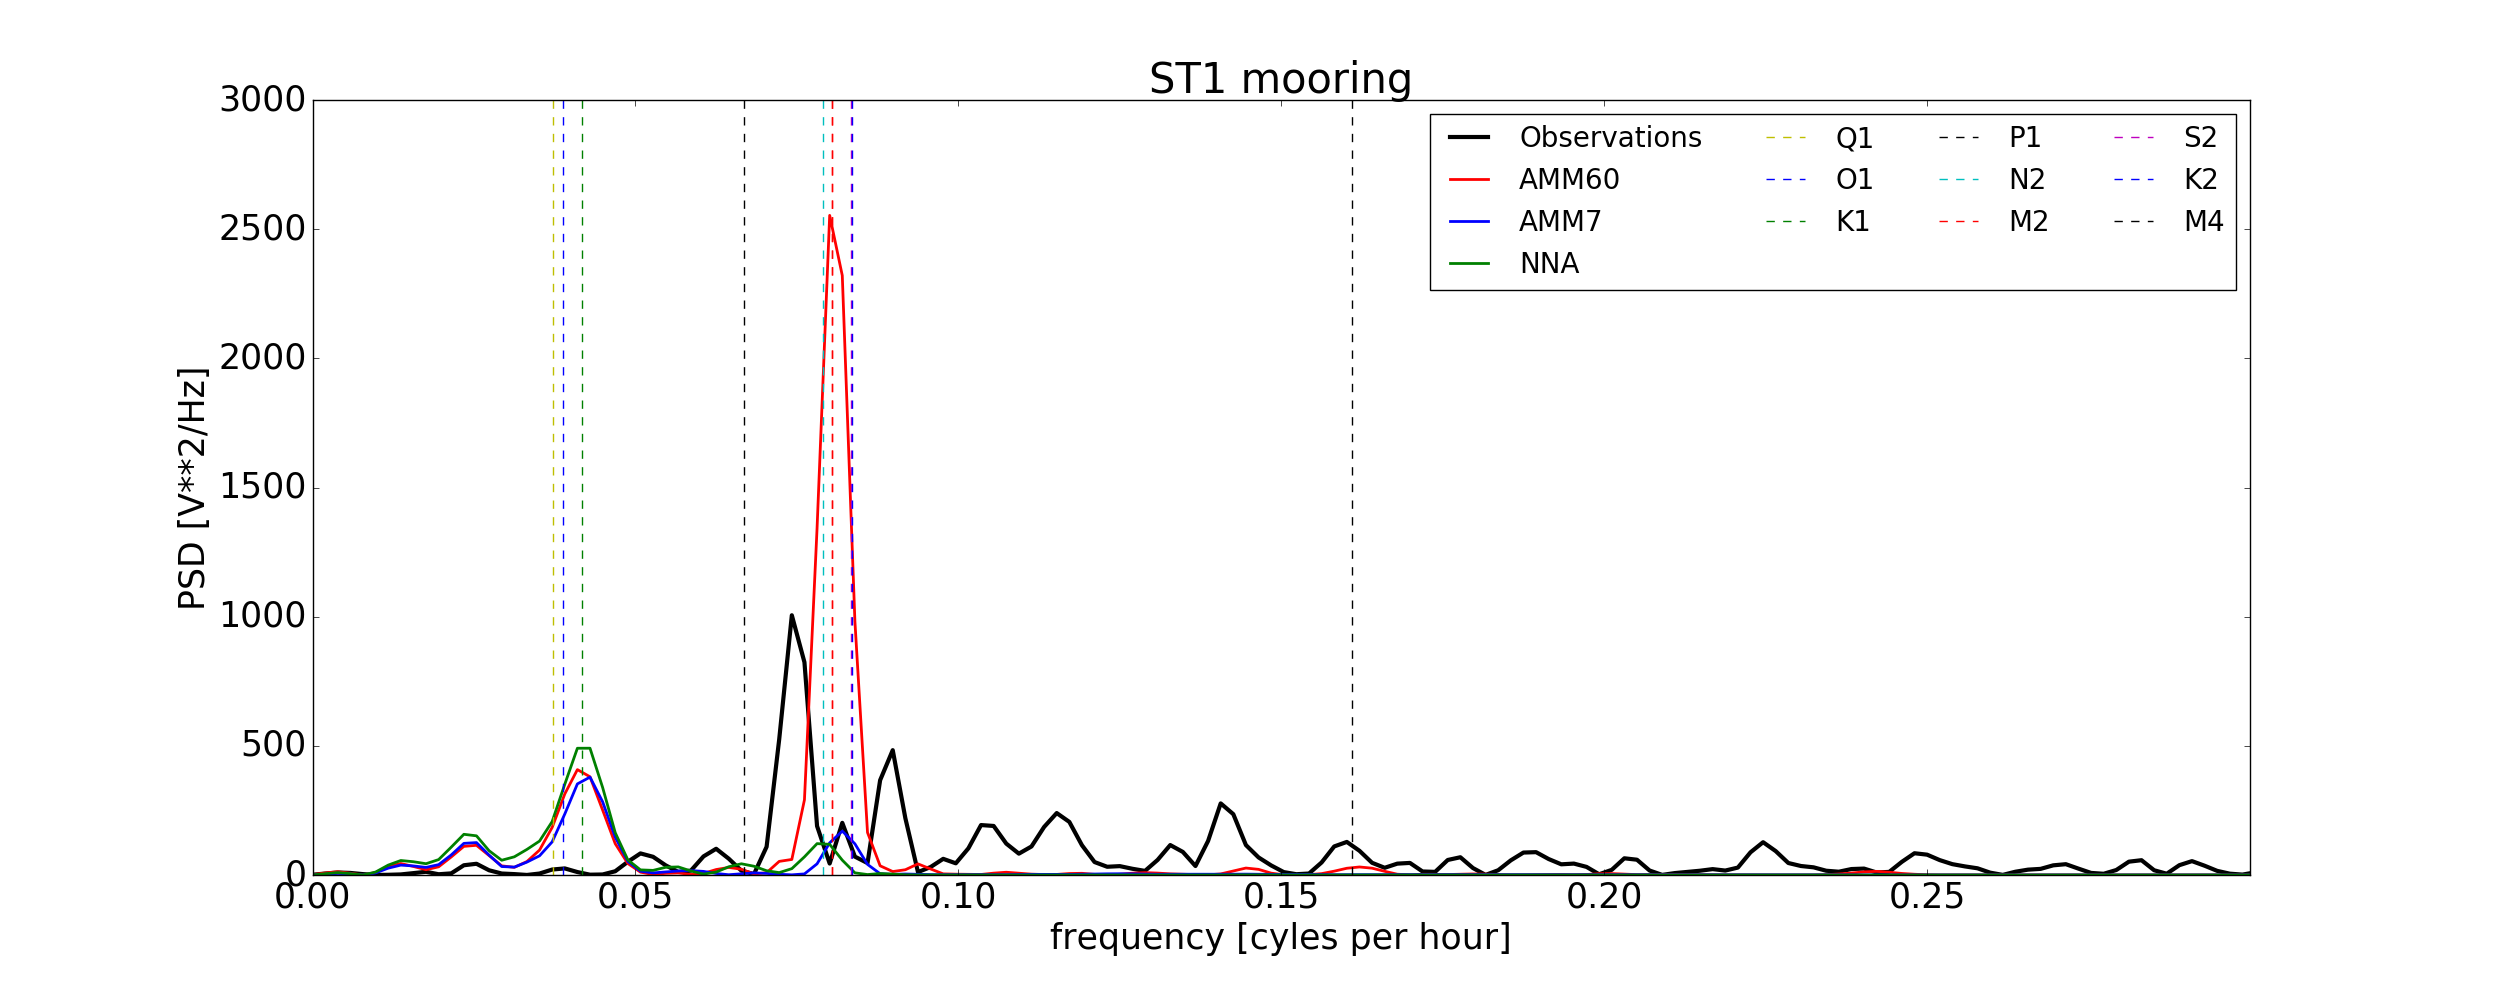 ST1 mooring
3000
2500
2000
1500
1000
500
0
PSD [V**2/Hz]
Observations Q1 P1 S2
AMM60 O1 N2 K2
AMM7 K1 M2 M4
NNA
0.00 0.05 0.10 0.15 0.20 0.25
frequency [cyles per hour]